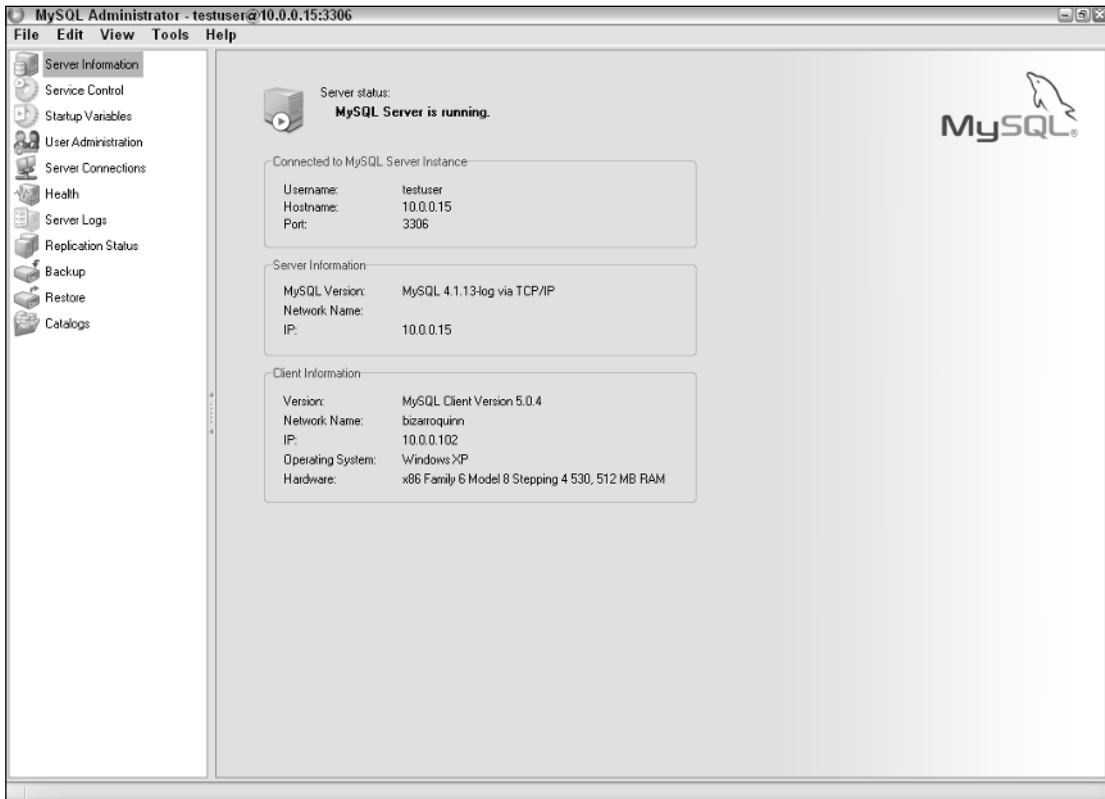 MySQL Administrator - testuser@10.0.0.15:3306
File Edit View Tools Help
Server Information
Service Control
Startup Variables
User Administration
Server Connections
Health
Server Logs
Replication Status
Backup
Restore
Catalogs
Server status:
MySQL Server is running.
MySQL®
Connected to MySQL Server Instance
Username: testuser
Hostname: 10.0.0.15
Port: 3306
Server Information
MySQL Version: MySQL 4.1.13-log via TCP/IP
Network Name:
IP: 10.0.0.15
Client Information
Version: MySQL Client Version 5.0.4
Network Name: bizarroquinn
IP: 10.0.0.102
Operating System: Windows XP
Hardware: x86 Family 6 Model 8 Stepping 4 530, 512 MB RAM